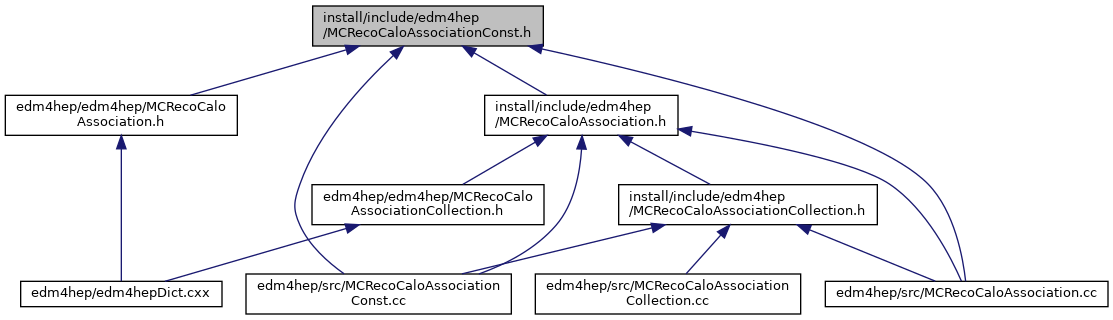 install/include/edm4hep
/MCRecoCaloAssociationConst.h
edm4hep/edm4hep/MCRecoCalo
Association.h
install/include/edm4hep
/MCRecoCaloAssociation.h
edm4hep/edm4hep/MCRecoCalo
AssociationCollection.h
install/include/edm4hep
/MCRecoCaloAssociationCollection.h
edm4hep/edm4hepDict.cxx
edm4hep/src/MCRecoCaloAssociation
Const.cc
edm4hep/src/MCRecoCaloAssociation
Collection.cc
edm4hep/src/MCRecoCaloAssociation.cc